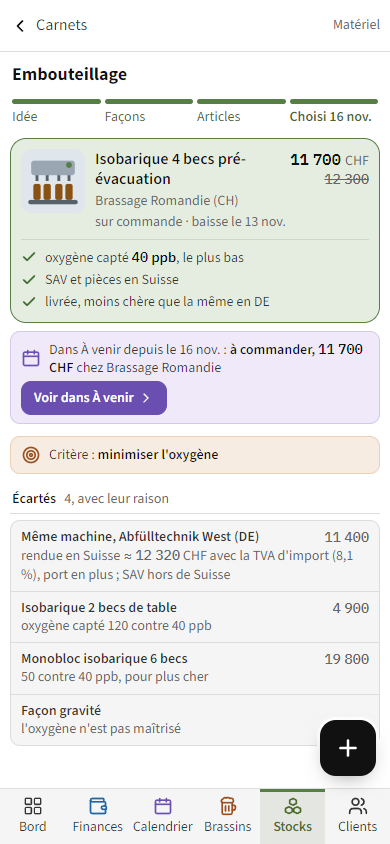 Carnets
Matériel
Embouteillage
Idée
Façons
Articles
Choisi 16 nov.
Isobarique 4 becs pré-
évacuation
11 700 CHF
12 300
Brassage Romandie (CH)
sur commande · baisse le 13 nov.
oxygène capté 40 ppb, le plus bas
SAV et pièces en Suisse
livrée, moins chère que la même en DE
Dans À venir depuis le 16 nov. : à commander, 11 700
CHF chez Brassage Romandie
Voir dans À venir
Critère : minimiser l'oxygène
Écartés 4, avec leur raison
Même machine, Abfülltechnik West (DE)
11 400
rendue en Suisse ≈ 12 320 CHF avec la TVA d'import (8,1
%), port en plus ; SAV hors de Suisse
Isobarique 2 becs de table
4 900
oxygène capté 120 contre 40 ppb
Monobloc isobarique 6 becs
19 800
50 contre 40 ppb, pour plus cher
Façon gravité
l'oxygène n'est pas maîtrisé
Bord
Finances
Calendrier
Brassins
Stocks
Clients